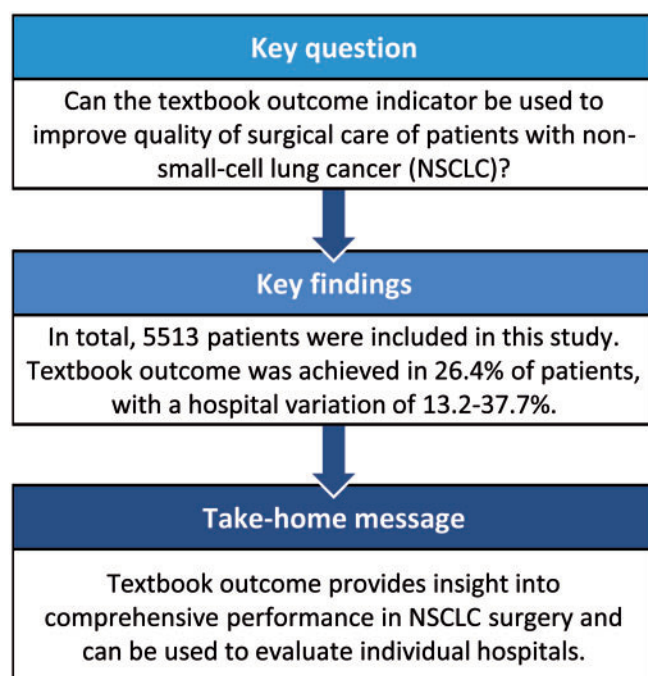 Key question
Can the textbook outcome indicator be used to
improve quality of surgical care of patients with non-
small-cell lung cancer (NSCLC)?
Key findings
In total, 5513 patients were included in this study.
Textbook outcome was achieved in 26.4% of patients,
with a hospital variation of 13.2-37.7%.
Take-home message
Textbook outcome provides insight into
comprehensive performance in NSCLC surgery and
can be used to evaluate individual hospitals.